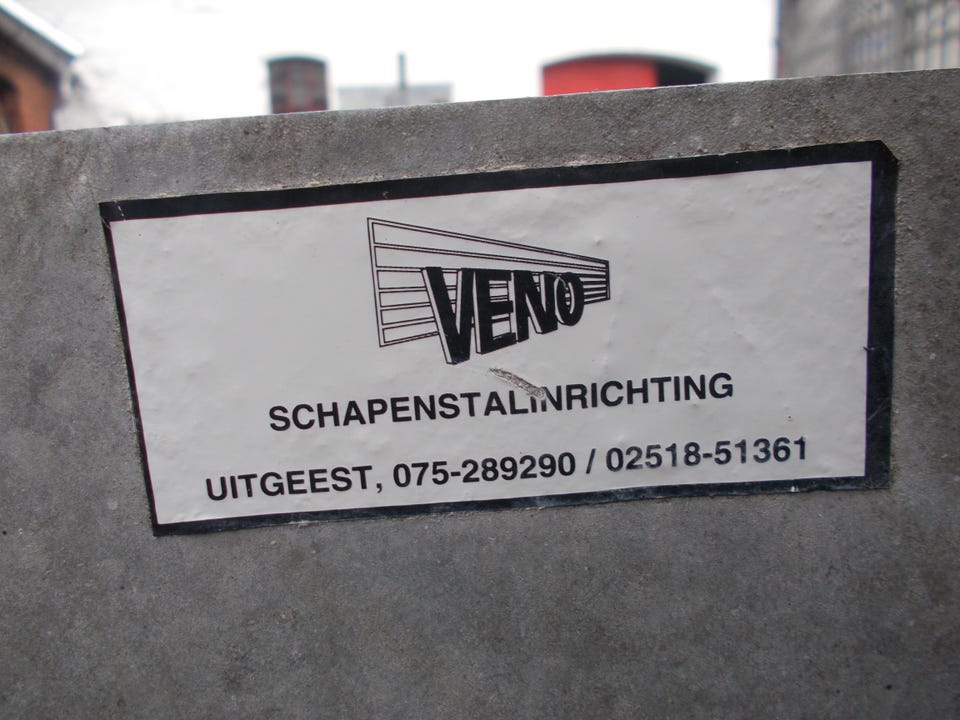 VENO
SCHAPENSTALINRICHTING
UITGEEST, 075-289290 / 02518-51361